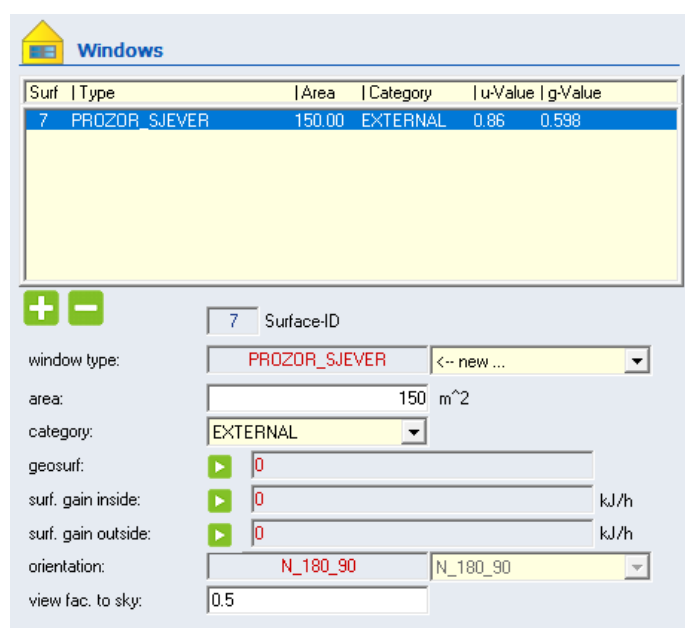 Windows
Surf | Type | Area | Category | u-Value | g-Value
7 PROZOR_SJEVER 150.00 EXTERNAL 0.86 0.598
7 Surface-ID
window type: PROZOR_SJEVER <-- new ...
area: 150 m^2
category: EXTERNAL
geosurf: 0
surf. gain inside: 0 kJ/h
surf. gain outside: 0 kJ/h
orientation: N_180_90 N_180_90
view fac. to sky: 0.5